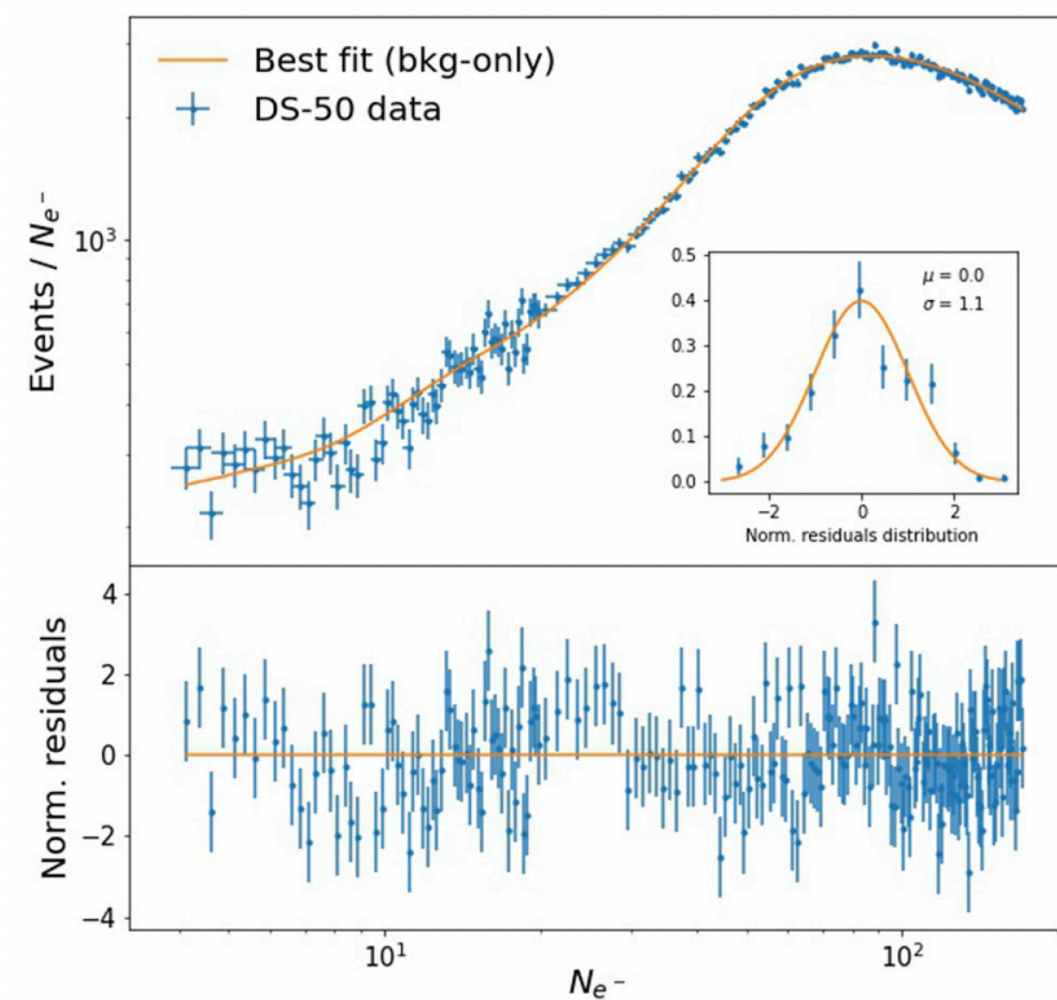 Best fit (bkg-only)
DS-50 data
Events / Ne-
10³
0.5
0.4
0.3
0.2
0.1
0.0
μ = 0.0
σ = 1.1
−2 0 2
Norm. residuals distribution
Norm. residuals
4
2
0
−2
−4
10¹ 10²
Ne-